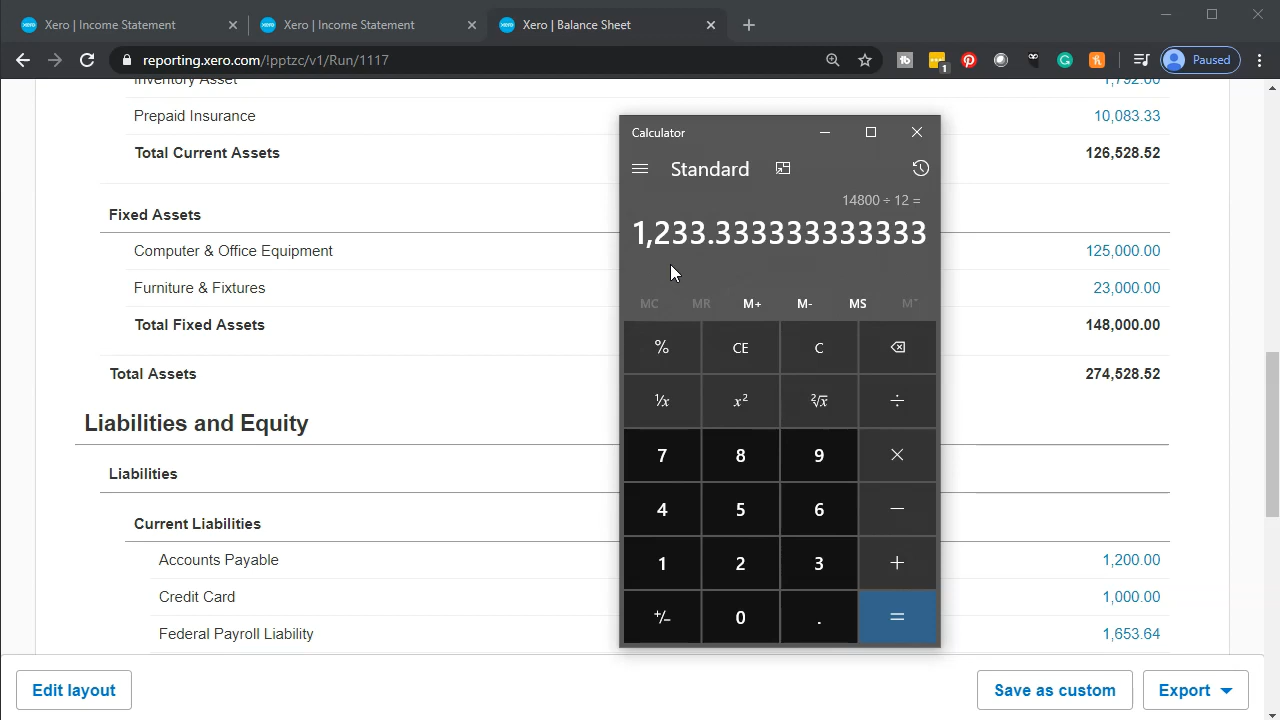 Xero | Income Statement
Xero | Income Statement
Xero | Balance Sheet
reporting.xero.com/!pptzc/v1/Run/1117
1
Paused
Inventory Asset 1,792.00
Prepaid Insurance 10,083.33
Total Current Assets 126,528.52
Fixed Assets
Computer & Office Equipment 125,000.00
Furniture & Fixtures 23,000.00
Total Fixed Assets 148,000.00
Total Assets 274,528.52
Liabilities and Equity
Liabilities
Current Liabilities
Accounts Payable 1,200.00
Credit Card 1,000.00
Federal Payroll Liability 1,653.64
Edit layout
Save as custom
Export
Calculator
Standard
14800 ÷ 12 =
1,233.333333333333
MC MR M+ M- MS M˅
% CE C ⌫
¹/x x² ²√x ÷
7 8 9 ×
4 5 6 −
1 2 3 +
+/− 0 . =